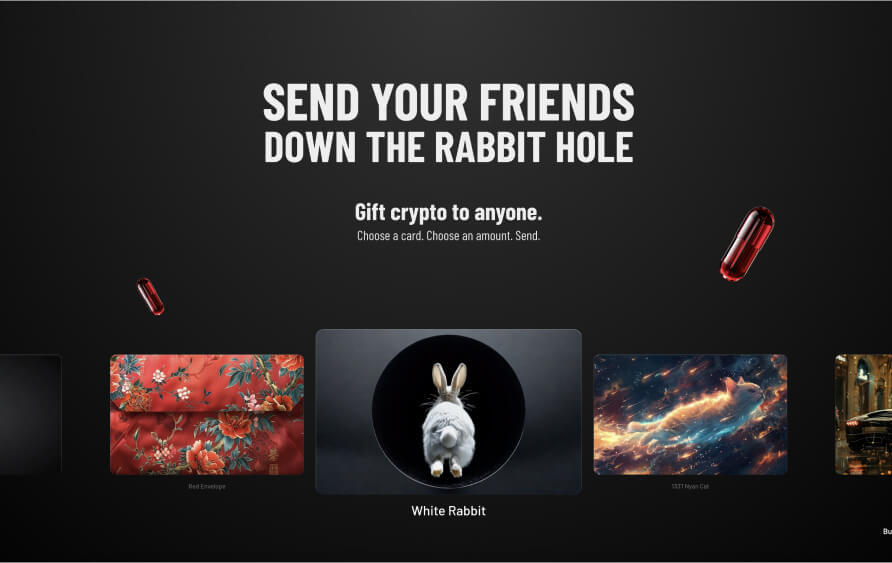 SEND YOUR FRIENDS
DOWN THE RABBIT HOLE
Gift crypto to anyone.
Choose a card. Choose an amount. Send.
Red Envelope
White Rabbit
1337 Nyan Cat
Bu